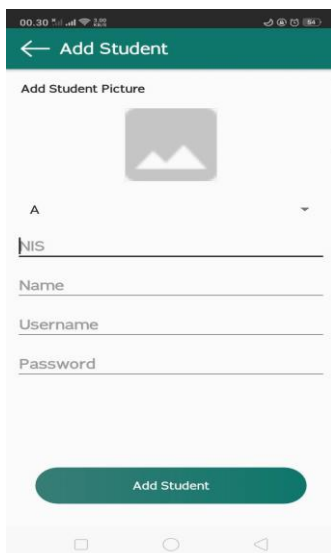 00.30
Add Student
Add Student Picture
A
NIS
Name
Username
Password
Add Student